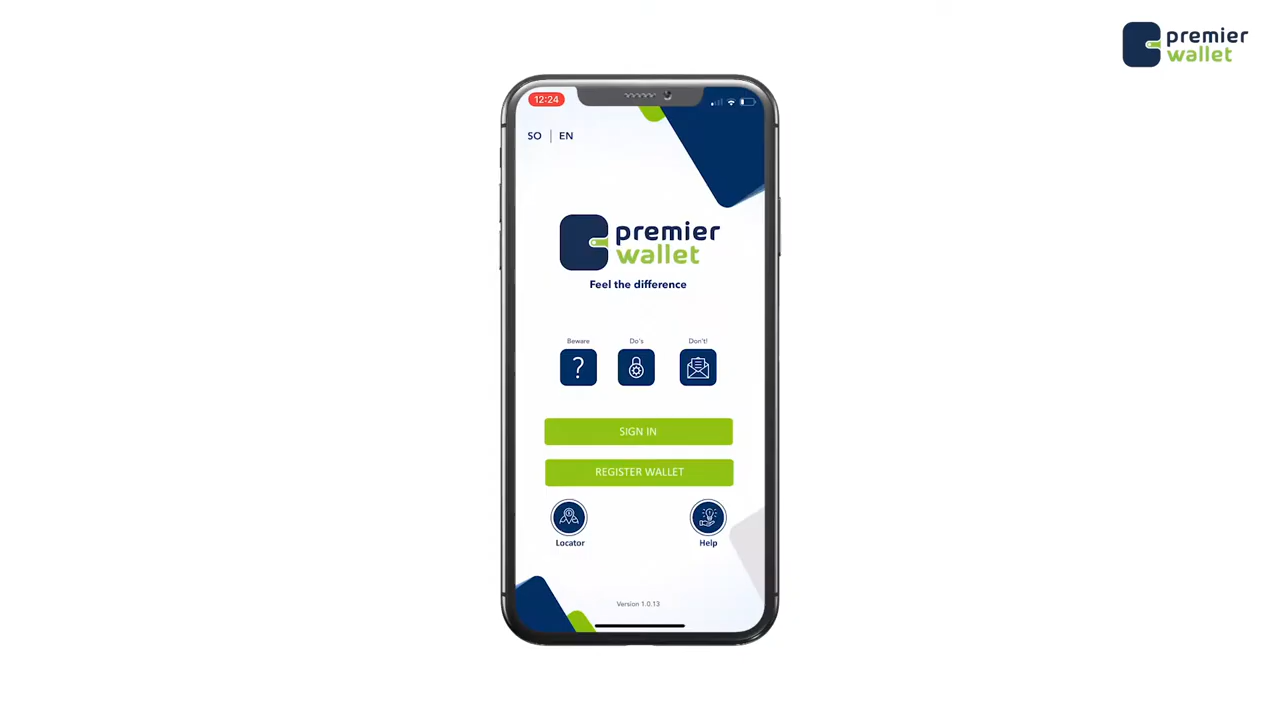 premier
wallet
12:24
SO | EN
premier
wallet
Feel the difference
Beware
Do's
Don't!
?
SIGN IN
REGISTER WALLET
Locator
Help
Version 1.0.13